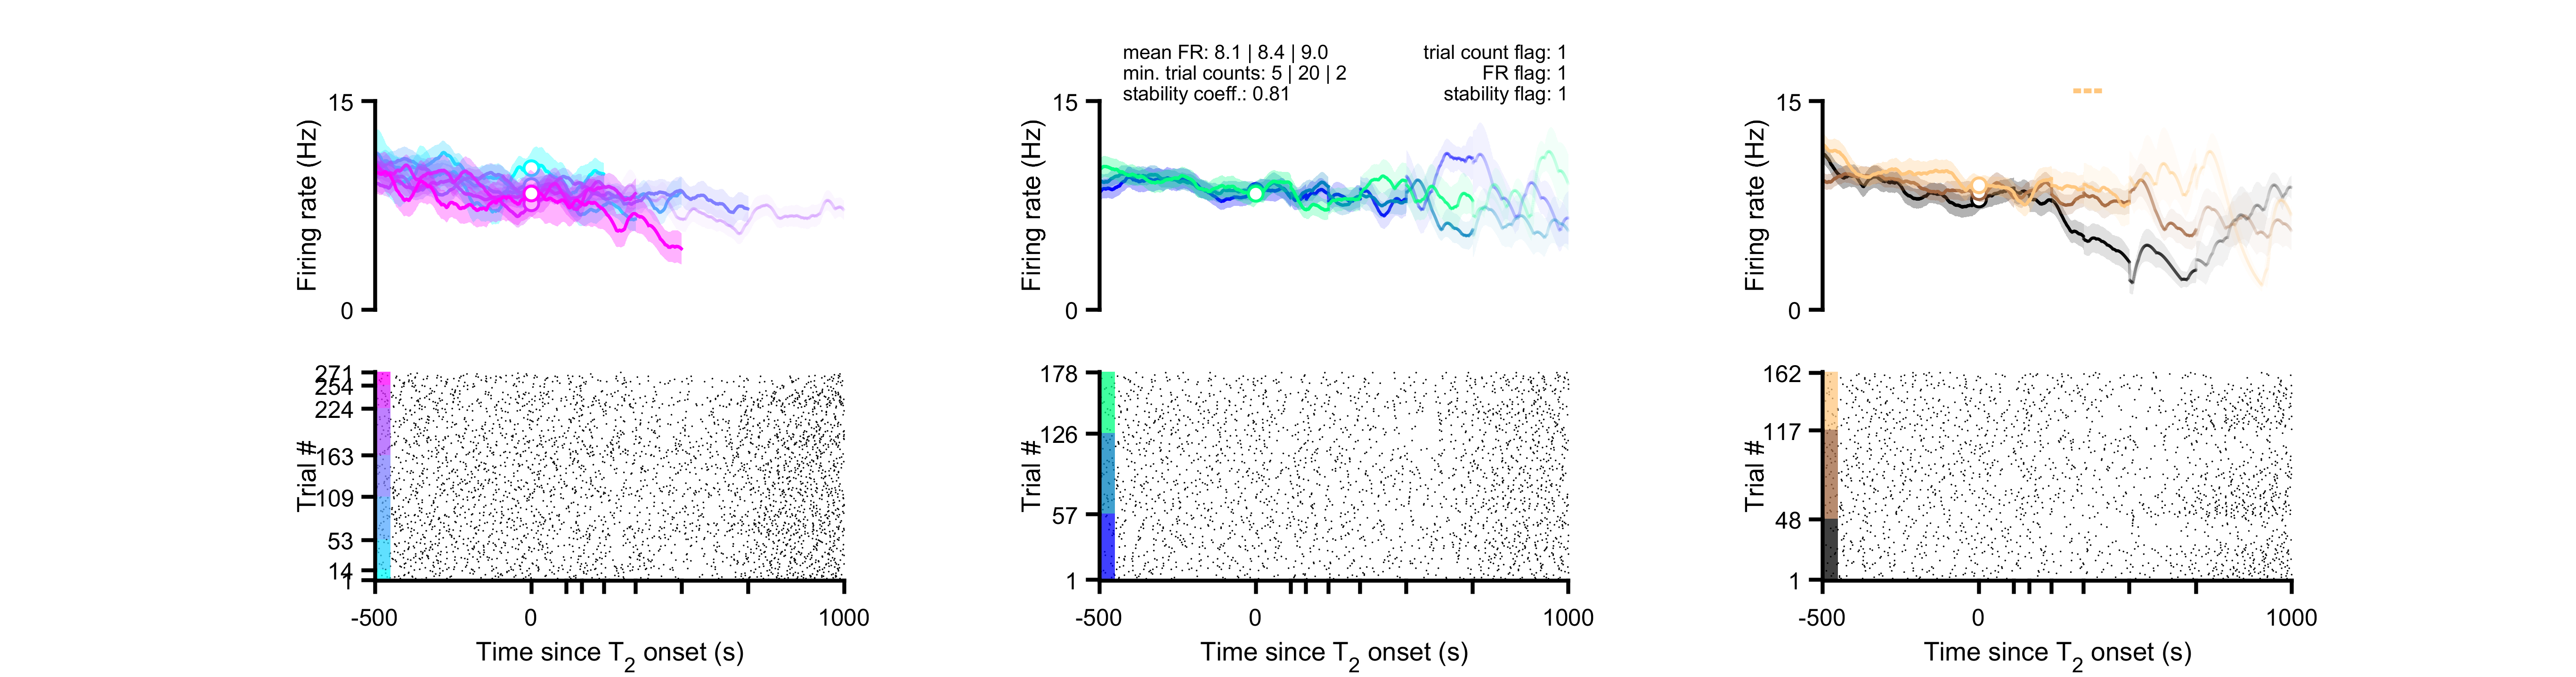 mean FR: 8.1 | 8.4 | 9.0
min. trial counts: 5 | 20 | 2
stability coeff.: 0.81
trial count flag: 1
FR flag: 1
stability flag: 1
15
0
Firing rate (Hz)
15
0
Firing rate (Hz)
15
0
Firing rate (Hz)
271
254
224
163
109
53
14
1
Trial #
-500
0
1000
Time since T2 onset (s)
178
126
57
1
Trial #
-500
0
1000
Time since T2 onset (s)
162
117
48
1
Trial #
-500
0
1000
Time since T2 onset (s)